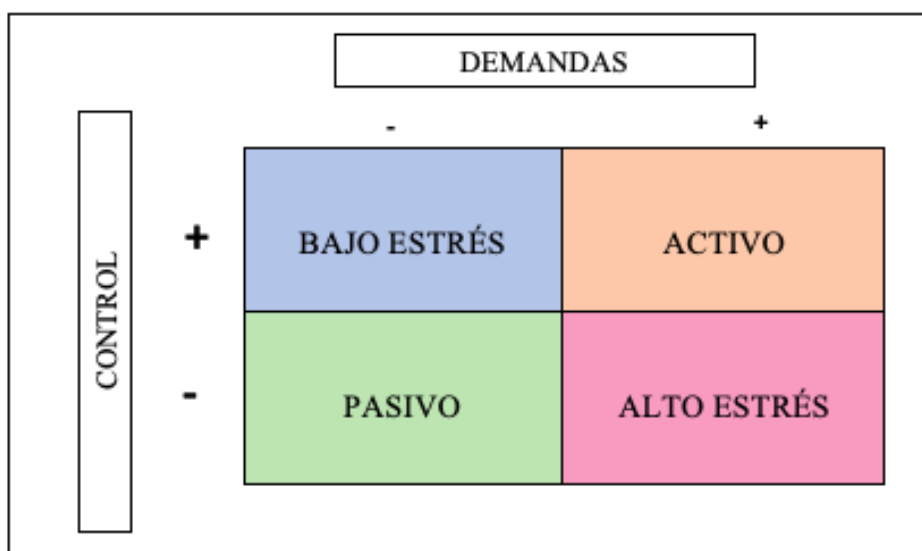 DEMANDAS
- +
CONTROL
+ BAJO ESTRÉS ACTIVO
- PASIVO ALTO ESTRÉS